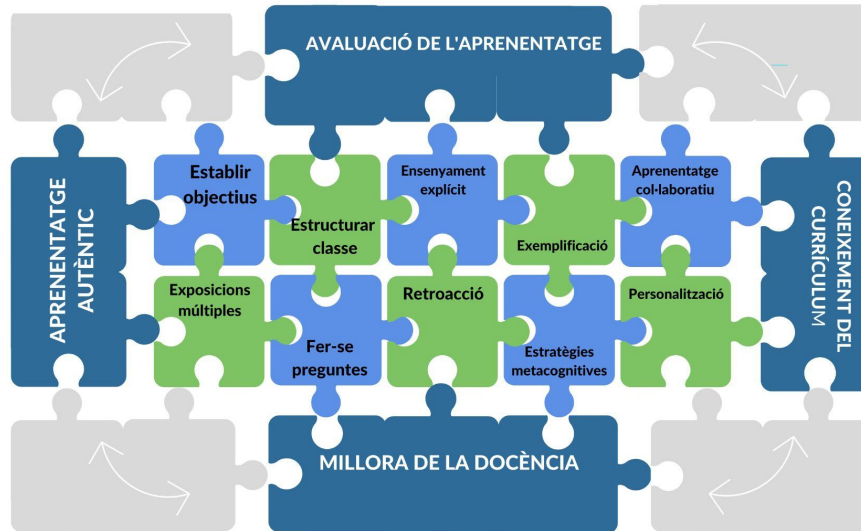 AVALUACIÓ DE L'APRENENTATGE
APRENENTATGE
AUTÈNTIC
Establir
objectius
Estructurar
classe
Ensenyament
explícit
Exemplificació
Aprenentatge
col·laboratiu
CONEIXEMENT DEL
CURRÍCULUM
Exposicions
múltiples
Fer-se
preguntes
Retroacció
Estratègies
metacognitives
Personalització
MILLORA DE LA DOCÈNCIA